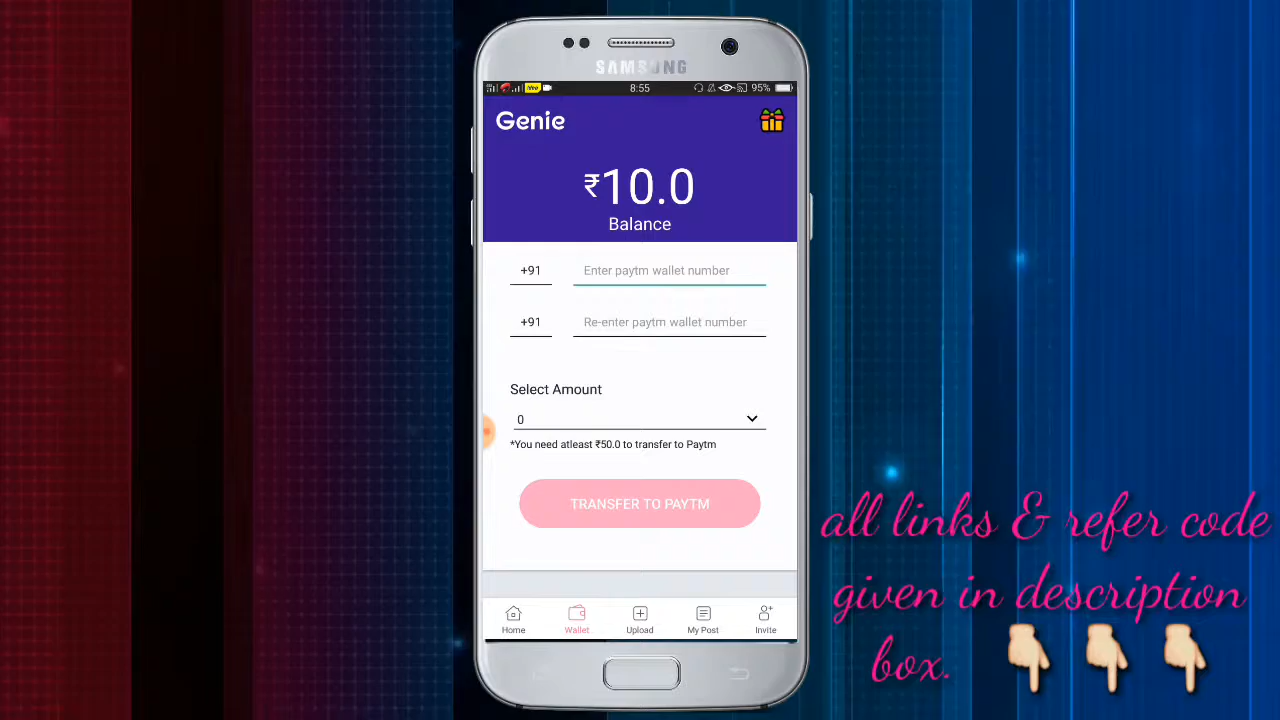 SAMSUNG
8:55
95%
Genie
₹10.0
Balance
+91 Enter paytm wallet number
+91 Re-enter paytm wallet number
Select Amount
0
*You need atleast ₹50.0 to transfer to Paytm
TRANSFER TO PAYTM
Home Wallet Upload My Post Invite
all links & refer code
given in description
box.